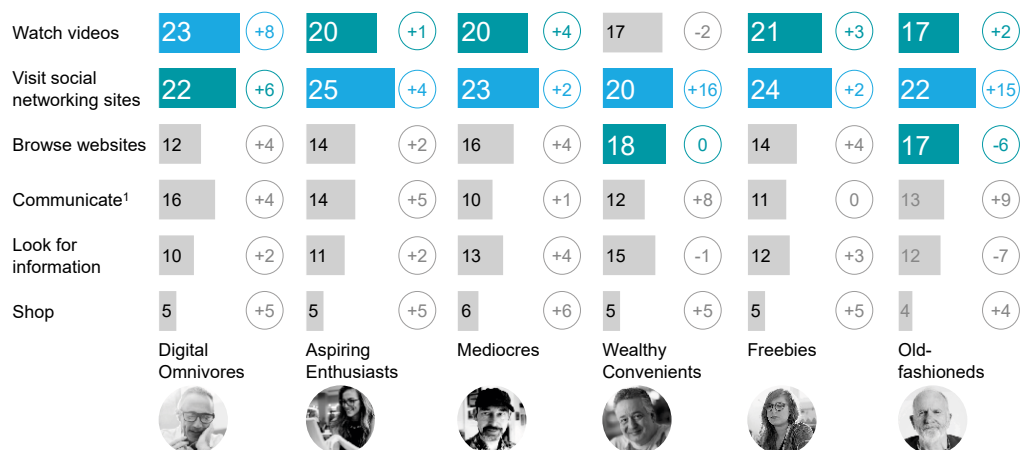 Watch videos 23 +8 20 +1 20 +4 17 -2 21 +3 17 +2
Visit social
networking sites 22 +6 25 +4 23 +2 20 +16 24 +2 22 +15
Browse websites 12 +4 14 +2 16 +4 18 0 14 +4 17 -6
Communicate¹ 16 +4 14 +5 10 +1 12 +8 11 0 13 +9
Look for
information 10 +2 11 +2 13 +4 15 -1 12 +3 12 -7
Shop 5 +5 5 +5 6 +6 5 +5 5 +5 4 +4
Digital
Omnivores
Aspiring
Enthusiasts
Mediocres
Wealthy
Convenients
Freebies
Old-
fashioneds